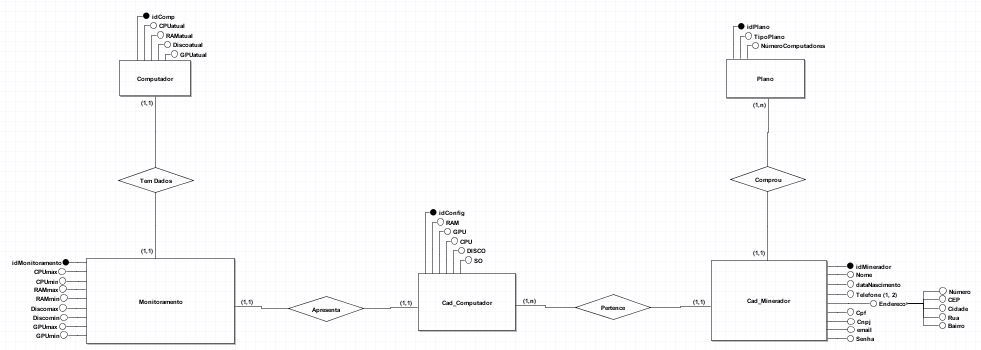 idComp
CPUatual
RAMatual
Discoatual
GPUatual
Computador
(1,1)
Tem Dados
(1,1)
idMonitoramento
CPUmax
CPUmin
RAMmax
RAMmin
Discomax
Discomin
GPUmax
GPUmin
Monitoramento
(1,1)
Apresenta
(1,1)
idConfig
RAM
GPU
CPU
DISCO
SO
Cad_Computador
(1,n)
Pertence
(1,1)
idPlano
TipoPlano
NúmeroComputadores
Plano
(1,n)
Comprou
(1,1)
Cad_Minerador
idMinerador
Nome
dataNascimento
Telefone (1, 2)
Endereço
Número
CEP
Cidade
Rua
Bairro
Cpf
Cnpj
email
Senha